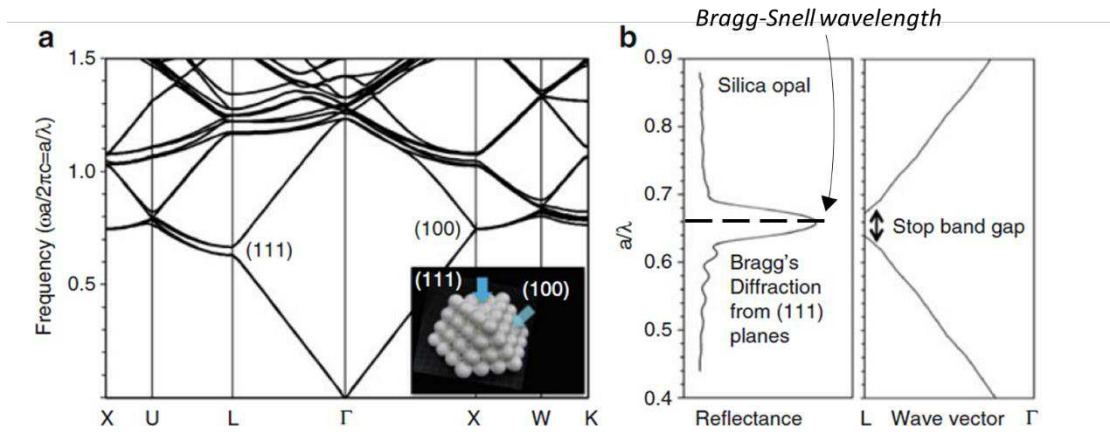 Bragg-Snell wavelength
a
Frequency (ωa/2πc=a/λ)
1.5
1.0
0.5
(111)
(100)
(111)
(100)
X U L Γ X W K
b
a/λ
0.9
0.8
0.7
0.6
0.5
0.4
Silica opal
Bragg's
Diffraction
from (111)
planes
Reflectance
Stop band gap
L Wave vector Γ